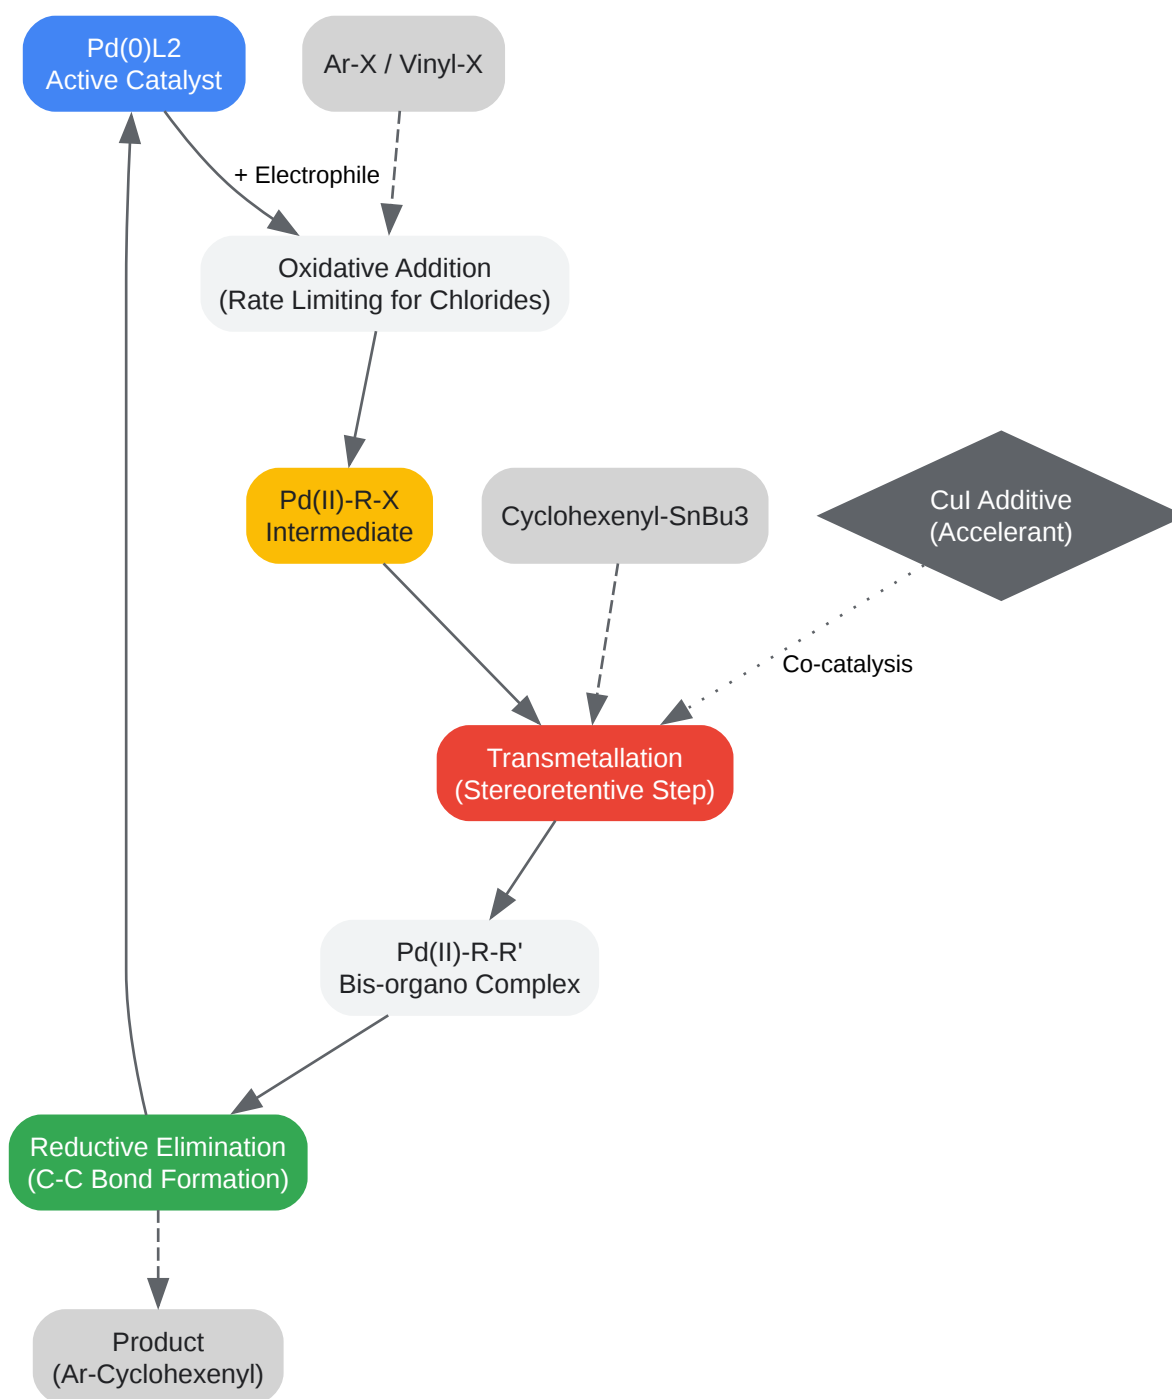 Pd(0)L2
Active Catalyst
Ar-X / Vinyl-X
+ Electrophile
Oxidative Addition
(Rate Limiting for Chlorides)
Pd(II)-R-X
Intermediate
Cyclohexenyl-SnBu3
CuI Additive
(Accelerant)
Co-catalysis
Transmetallation
(Stereoretentive Step)
Pd(II)-R-R'
Bis-organo Complex
Reductive Elimination
(C-C Bond Formation)
Product
(Ar-Cyclohexenyl)